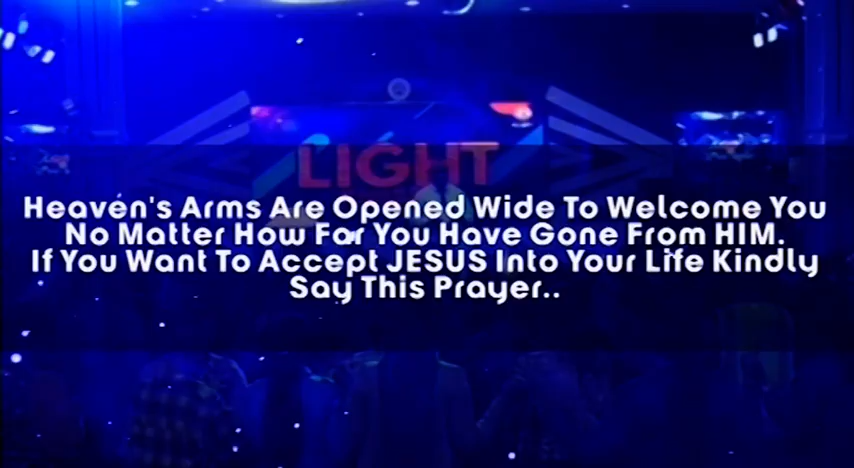 LIGHT
Heaven's Arms Are Opened Wide To Welcome You
No Matter How Far You Have Gone From HIM.
If You Want To Accept JESUS Into Your Life Kindly
Say This Prayer..